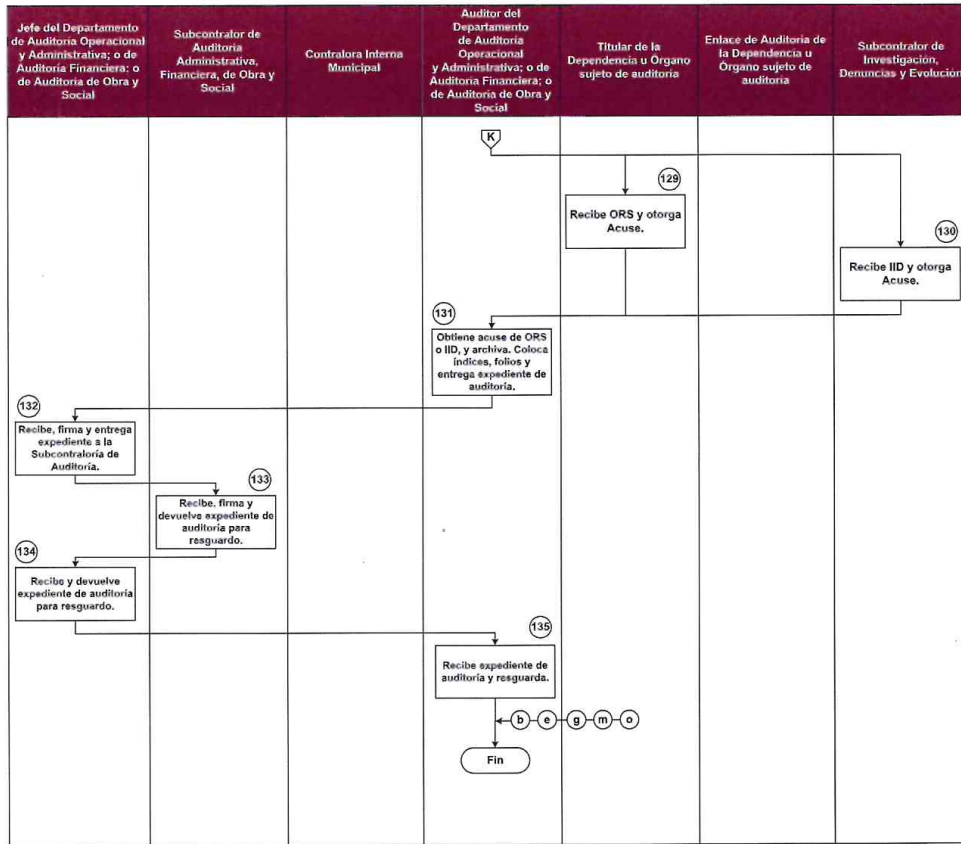 Jefe del Departamento
de Auditoría Operacional
y Administrativa; o de
Auditoría Financiera; o
de Auditoría de Obra y
Social
Subcontralor de
Auditoría
Administrativa,
Financiera, de Obra y
Social
Contralora Interna
Municipal
Auditor del
Departamento
de Auditoría
Operacional
y Administrativa; o de
Auditoría Financiera; o
de Auditoría de Obra y
Social
Titular de la
Dependencia u Órgano
sujeto de auditoría
Enlace de Auditoría de
la Dependencia u
Órgano sujeto de
auditoría
Subcontralor de
Investigación,
Denuncias y Evolución
K
129
Recibe ORS y otorga
Acuse.
130
Recibe IID y otorga
Acuse.
131
Obtiene acuse de ORS
o IID, y archiva. Coloca
índices, folios y
entrega expediente de
auditoría.
132
Recibe, firma y entrega
expediente a la
Subcontraloría de
Auditoría.
133
Recibe, firma y
devuelve expediente de
auditoría para
resguardo.
134
Recibe y devuelve
expediente de auditoría
para resguardo.
135
Recibe expediente de
auditoría y resguarda.
b e g m o
Fin